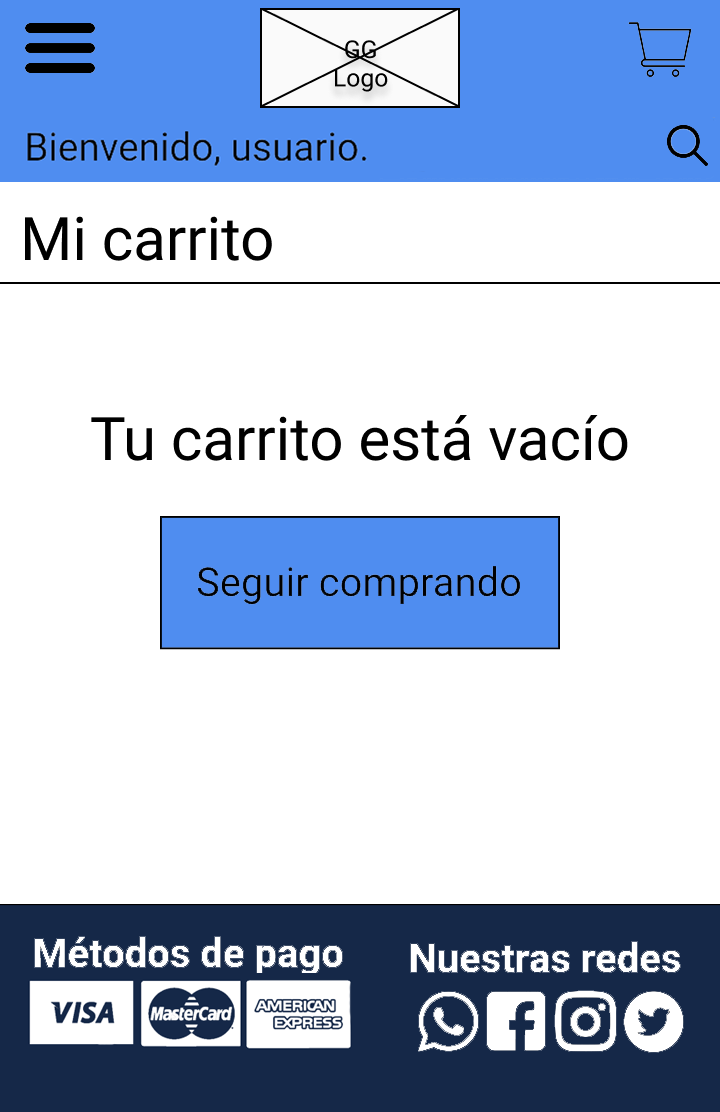 GG
Logo
Bienvenido, usuario.
Mi carrito
Tu carrito está vacío
Seguir comprando
Métodos de pago
VISA
MasterCard
AMERICAN
EXPRESS
Nuestras redes